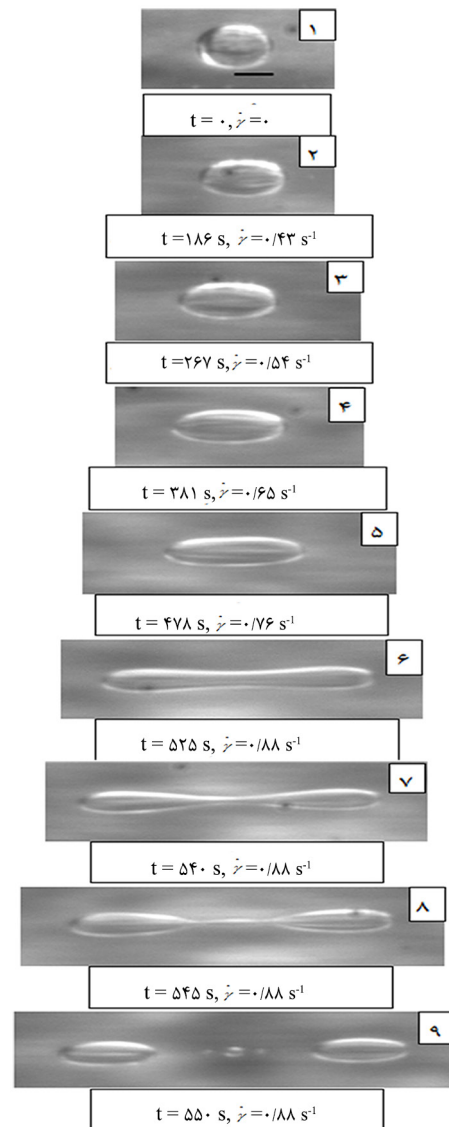 ۱
t = ۰, γ̇ =۰
۲
t =۱۸۶ s, γ̇ =۰/۴۳ s⁻¹
۳
t =۲۶۷ s, γ̇ =۰/۵۴ s⁻¹
۴
t = ۳۸۱ s, γ̇ =۰/۶۵ s⁻¹
۵
t = ۴۷۸ s, γ̇ =۰/۷۶ s⁻¹
۶
t = ۵۲۵ s, γ̇ =۰/۸۸ s⁻¹
۷
t = ۵۴۰ s, γ̇ =۰/۸۸ s⁻¹
۸
t = ۵۴۵ s, γ̇ =۰/۸۸ s⁻¹
۹
t = ۵۵۰ s, γ̇ =۰/۸۸ s⁻¹